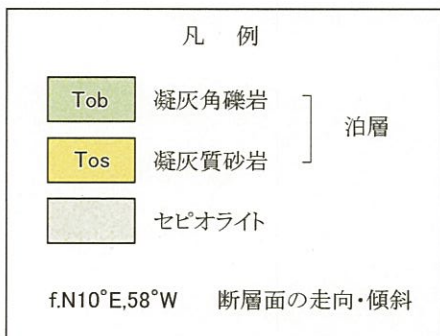 凡 例
Tob 凝灰角礫岩
泊層
Tos 凝灰質砂岩
セピオライト
f.N10°E,58°W 断層面の走向・傾斜